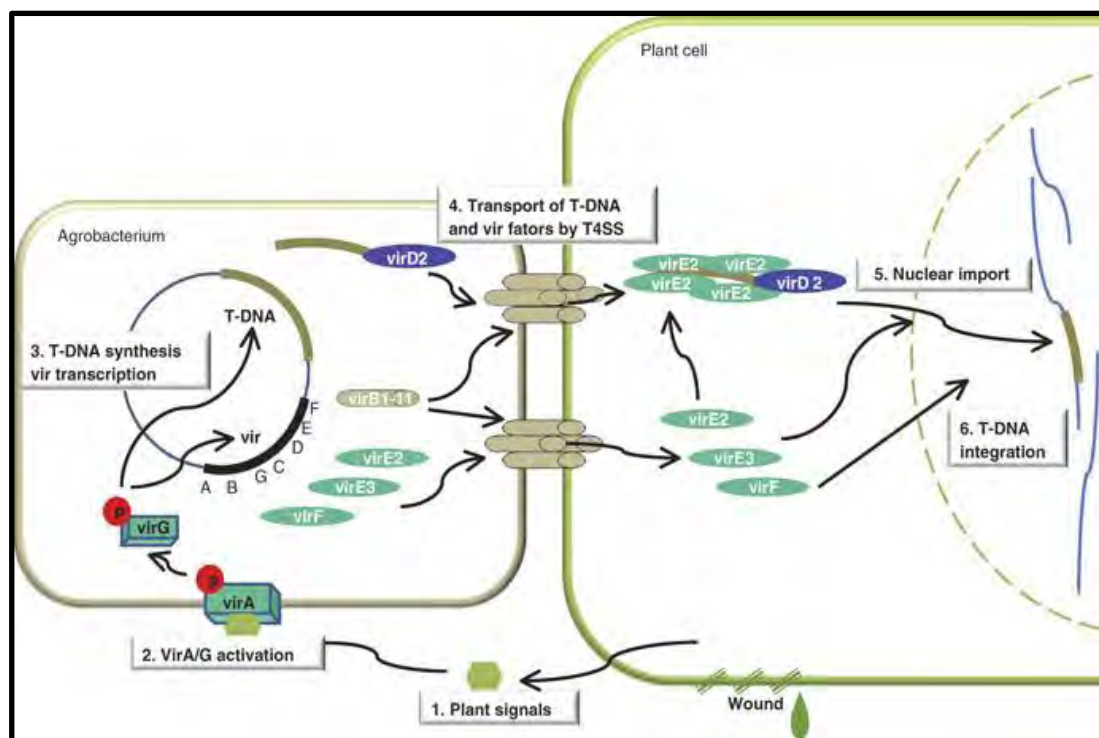 Plant cell
Agrobacterium
4. Transport of T-DNA
and vir fators by T4SS
virD2
virE2
virE2
virE2
virE2
virD 2
5. Nuclear import
T-DNA
3. T-DNA synthesis
vir transcription
virB1-11
F
E
D
C
G
B
A
vir
virE2
virE3
virF
virE2
virE3
virF
6. T-DNA
integration
P
virG
P
virA
2. VirA/G activation
1. Plant signals
Wound